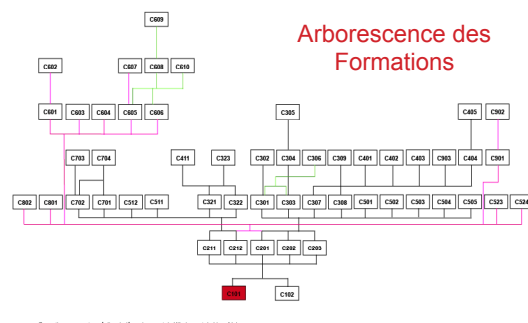 Arborescence des
Formations
C609
C602 C607 C608 C610
C601 C603 C604 C605 C606
C305 C405 C902
C703 C704 C411 C323 C302 C304 C306 C309 C401 C402 C403 C903 C404 C901
C802 C801 C702 C701 C512 C511 C321 C322 C301 C303 C307 C308 C501 C502 C503 C504 C505 C523 C524
C211 C212 C201 C202 C203
C102